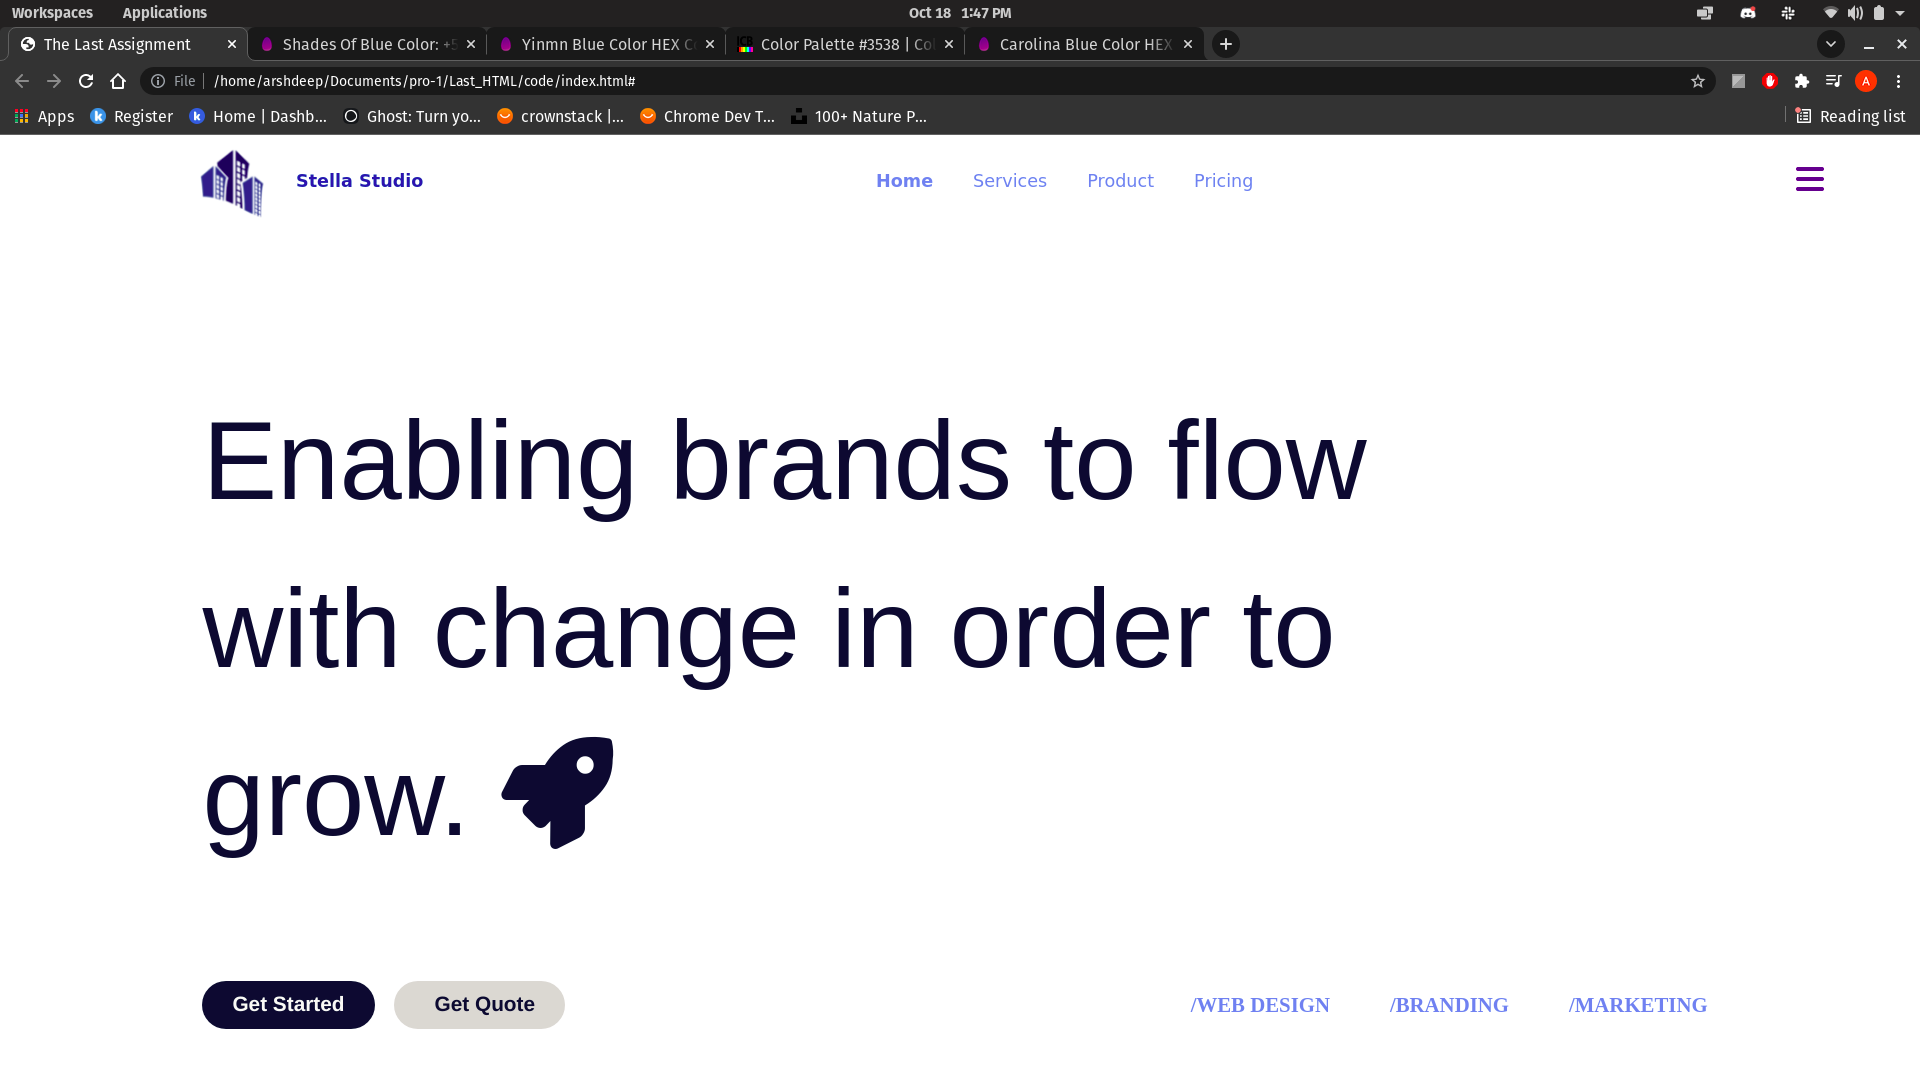 Workspaces Applications Oct 18 1:47 PM
The Last Assignment Shades Of Blue Color: +5 Yinmn Blue Color HEX Co Color Palette #3538 | Col Carolina Blue Color HEX
File /home/arshdeep/Documents/pro-1/Last_HTML/code/index.html# A
Apps Register Home | Dashb... Ghost: Turn yo... crownstack |... Chrome Dev T... 100+ Nature P... Reading list
Stella Studio Home Services Product Pricing
Enabling brands to flow
with change in order to
grow.
Get Started Get Quote /WEB DESIGN /BRANDING /MARKETING